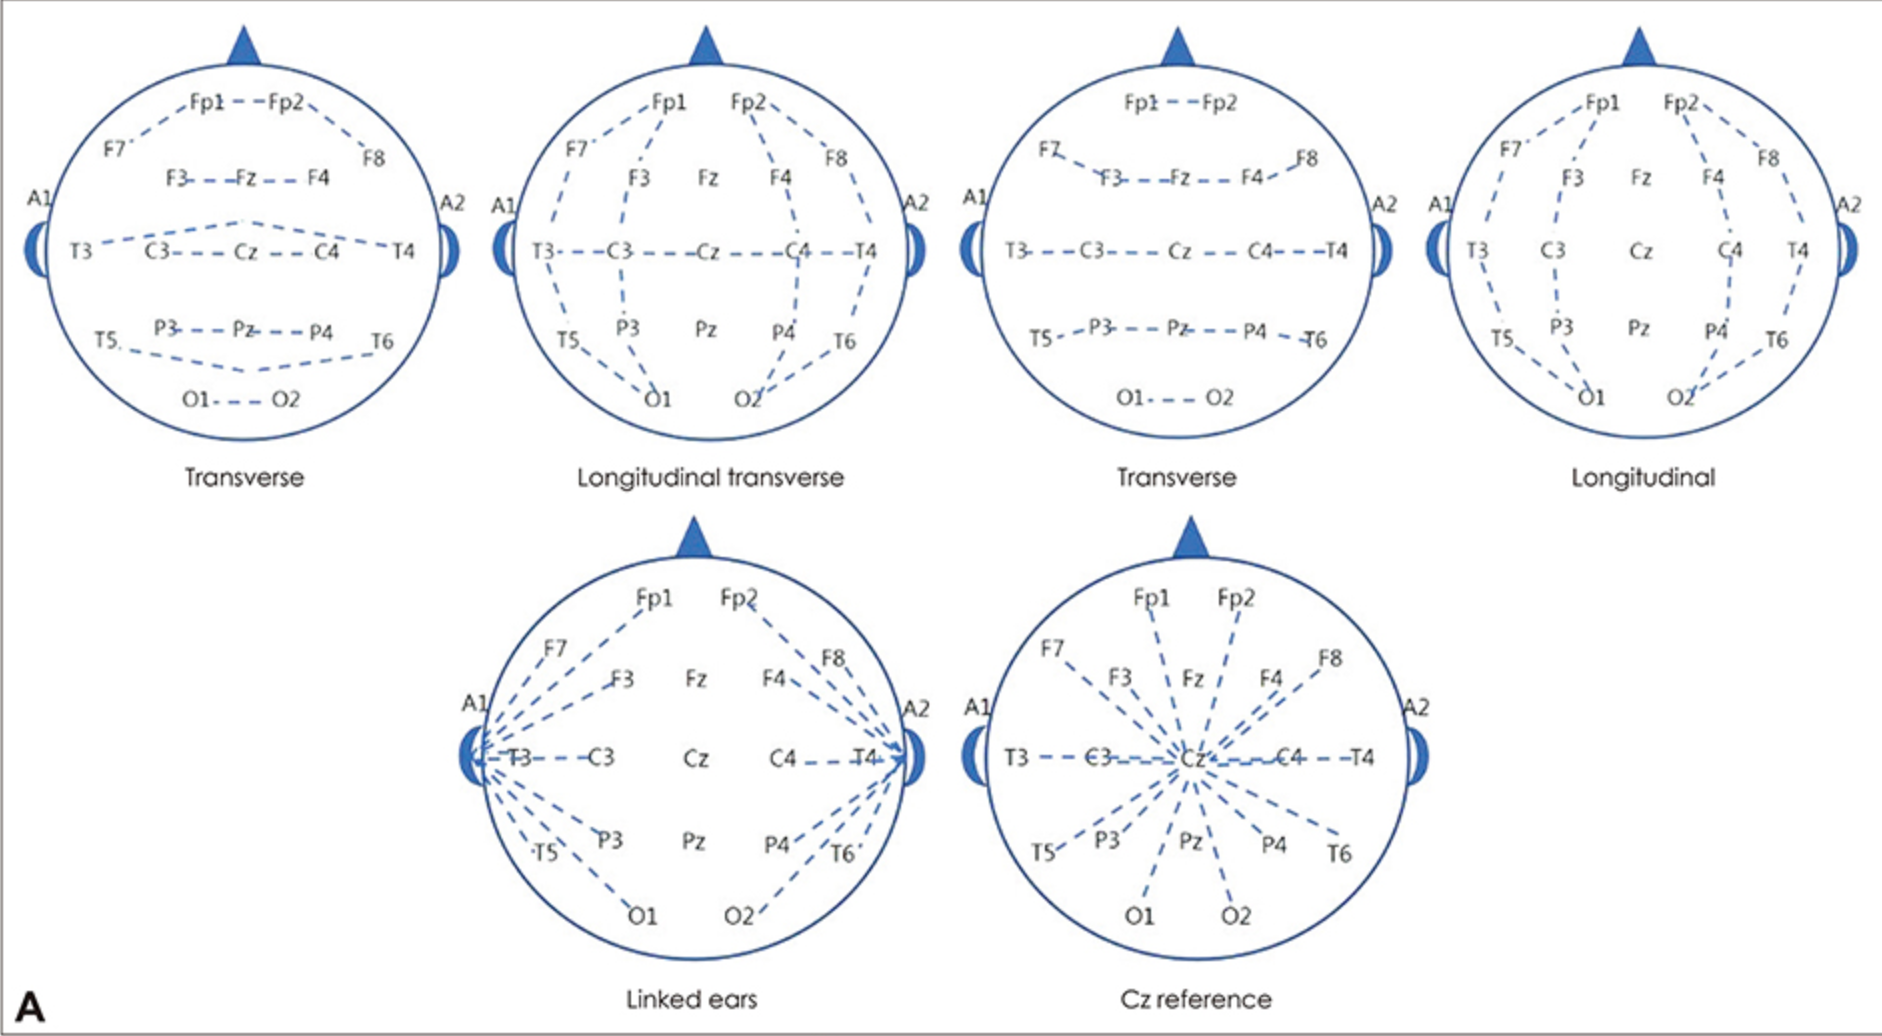 Fp1 Fp2 Fp1 Fp2 Fp1 Fp2 Fp1 Fp2
F7 F8 F7 F8 F7 F8 F7 F8
F3 Fz F4 F3 Fz F4 F3 Fz F4 F3 Fz F4
A1 A2 A1 A2 A1 A2 A1 A2
T3 C3 Cz C4 T4 T3 C3 Cz C4 T4 T3 C3 Cz C4 T4 T3 C3 Cz C4 T4
T5 P3 Pz P4 T6 T5 P3 Pz P4 T6 T5 P3 Pz P4 T6 T5 P3 Pz P4 T6
O1 O2 O1 O2 O1 O2 O1 O2
Transverse Longitudinal transverse Transverse Longitudinal
Fp1 Fp2 Fp1 Fp2
F7 F8 F7 F8
F3 Fz F4 F3 Fz F4
A1 A2 A1 A2
T3 C3 Cz C4 T4 T3 C3 Cz C4 T4
T5 P3 Pz P4 T6 T5 P3 Pz P4 T6
O1 O2 O1 O2
Linked ears Cz reference
A